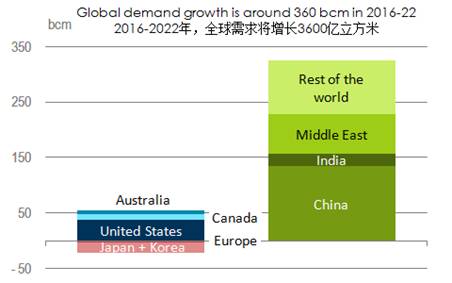 Global demand growth is around 360 bcm in 2016-22
bcm
2016-2022年，全球需求将增长3600亿立方米
350
250
150
50
- 50
Rest of the
world
Middle East
India
China
Australia
Canada
United States
Europe
Japan + Korea